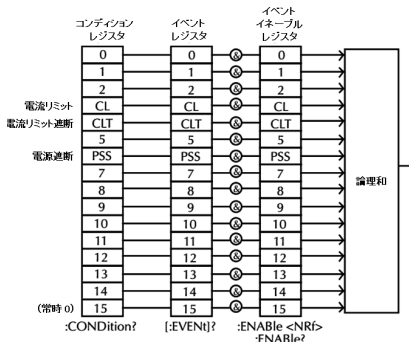 コンディション
レジスタ
イベント
レジスタ
イベント
イネーブル
レジスタ
0 0 & 0
1 1 & 1
2 2 & 2
電流リミット CL CL & CL
電流リミット遮断 CLT CLT & CLT
5 5 & 5
電源遮断 PSS PSS & PSS
7 7 & 7
8 8 & 8
9 9 & 9
10 10 & 10
11 11 & 11
12 12 & 12
13 13 & 13
14 14 & 14
(常時 0) 15 15 & 15
論理和
:CONDition? [:EVENt]? :ENABle <NRf>
:ENABle?